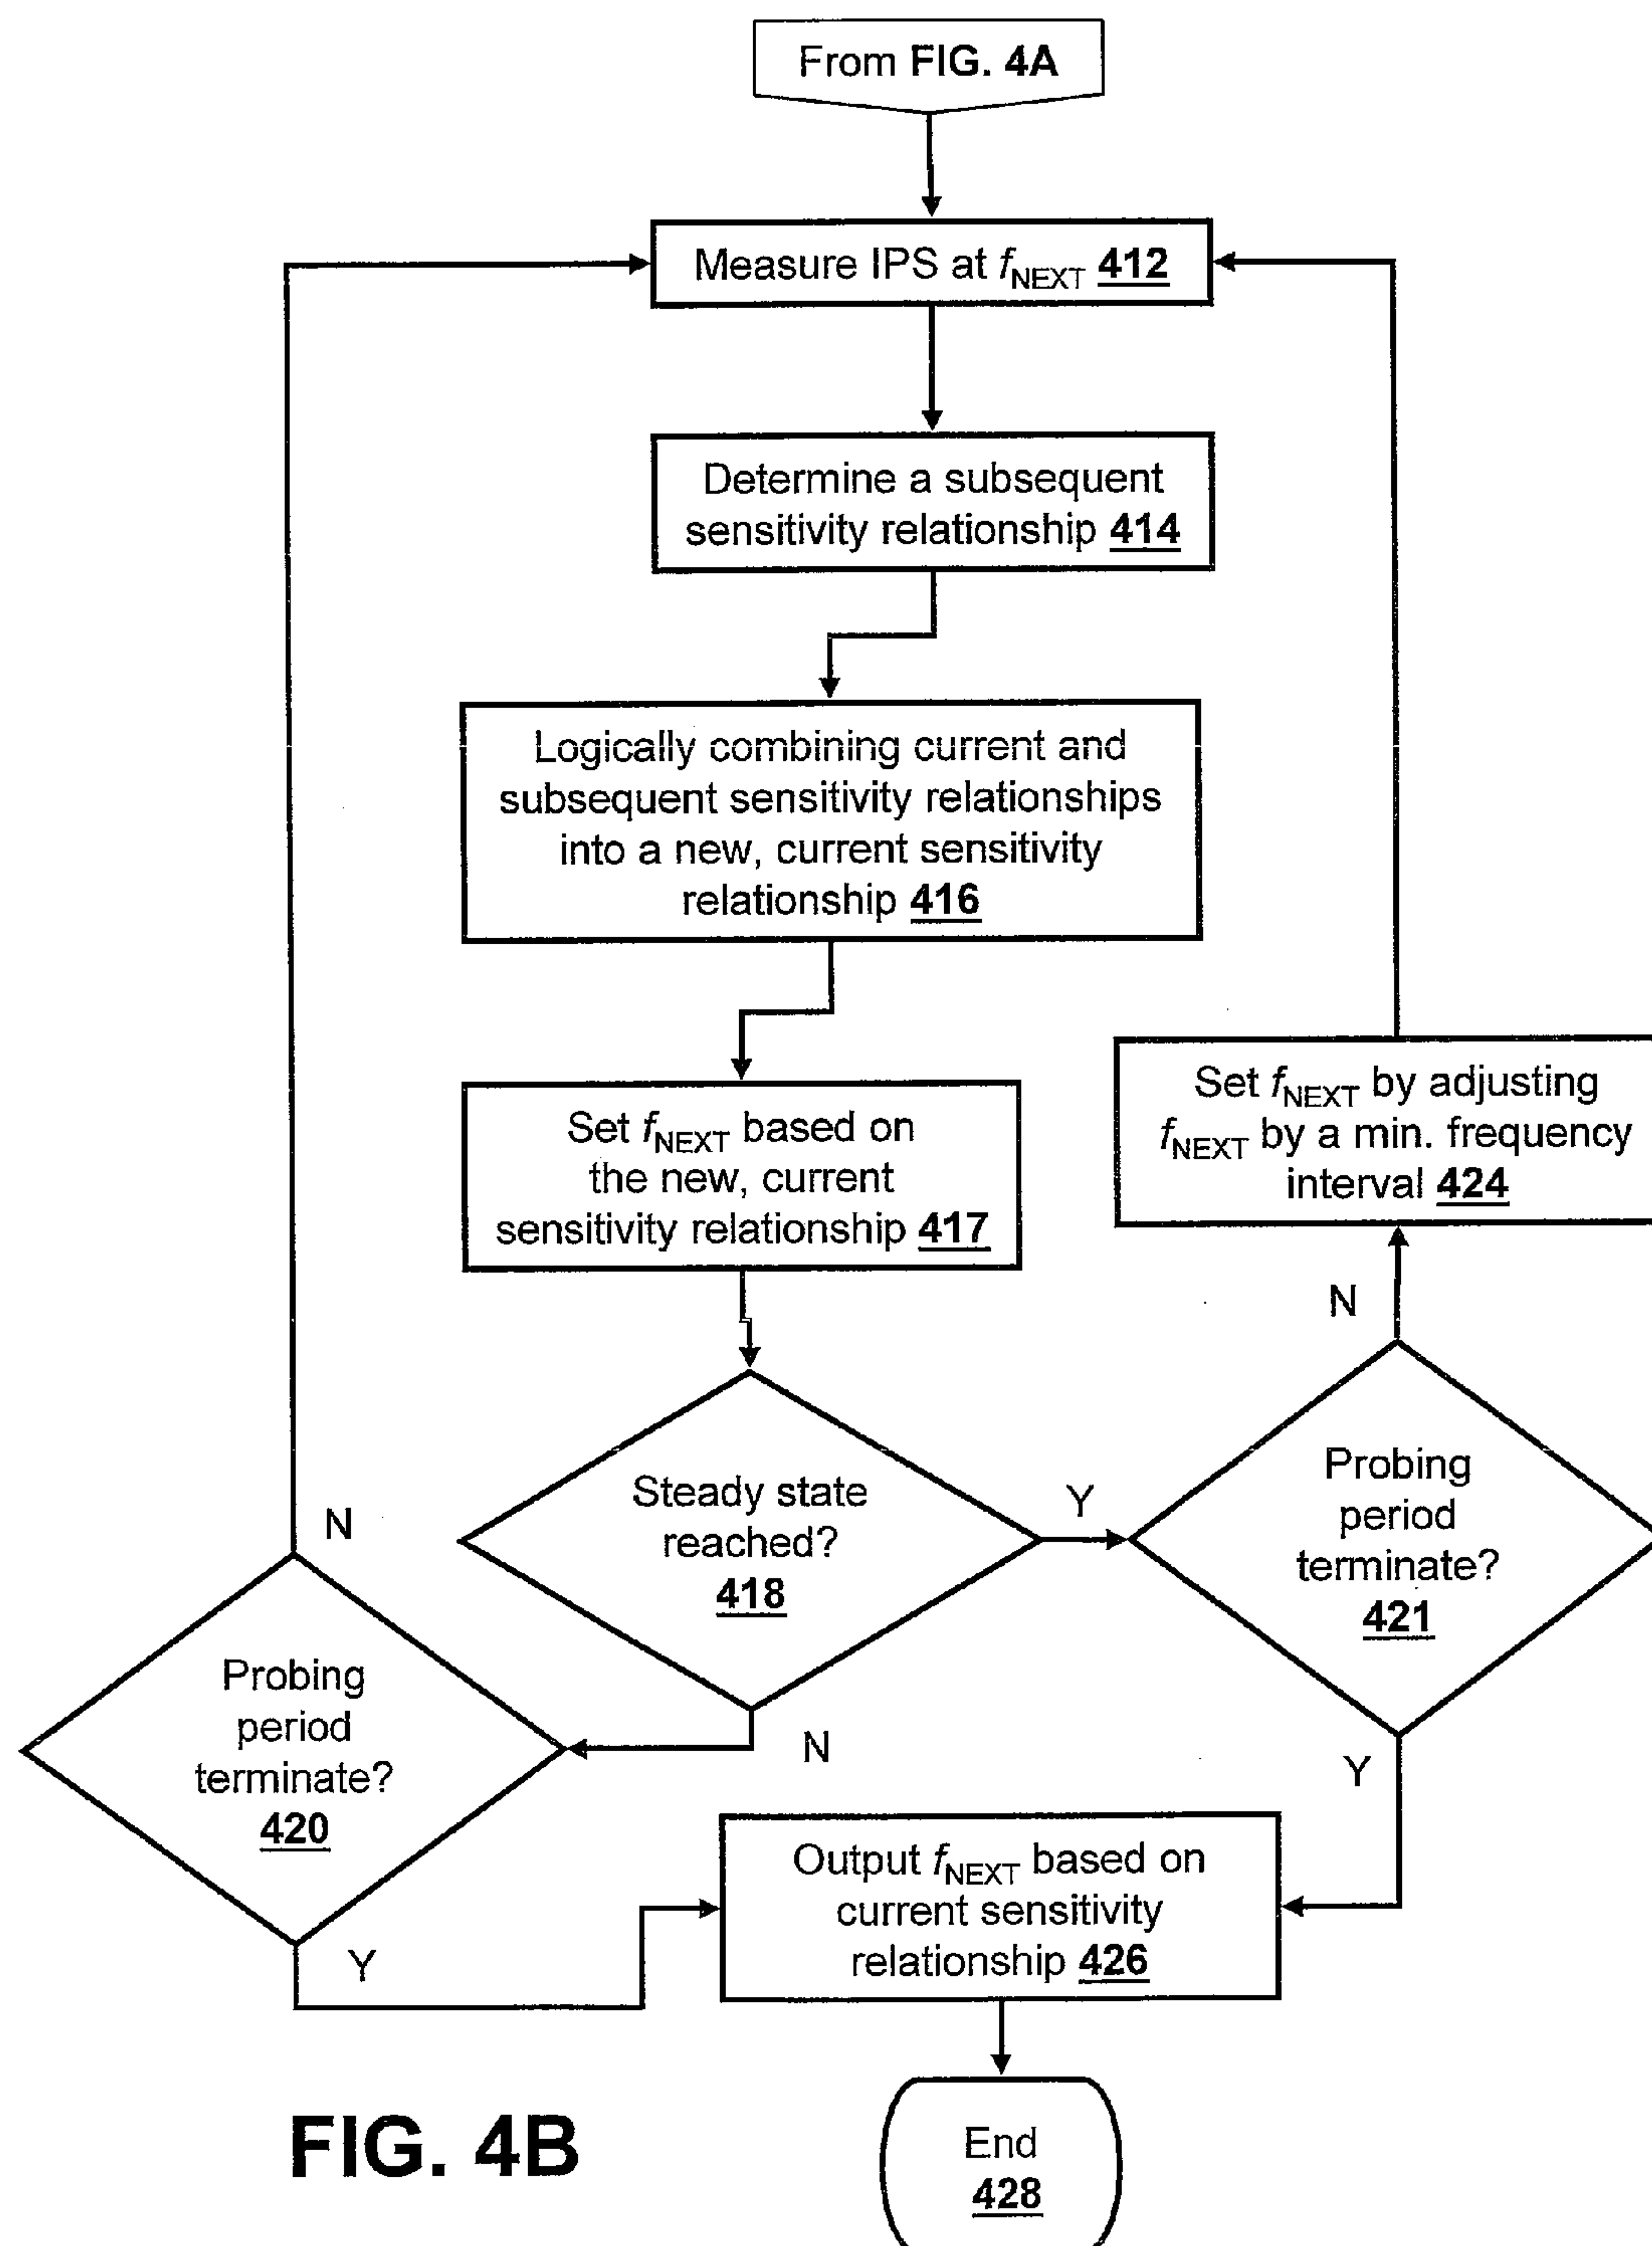 From FIG. 4A
Measure IPS at fNEXT 412
Determine a subsequent
sensitivity relationship 414
Logically combining current and
subsequent sensitivity relationships
into a new, current sensitivity
relationship 416
Set fNEXT based on
the new, current
sensitivity relationship 417
Set fNEXT by adjusting
fNEXT by a min. frequency
interval 424
N
Steady state
reached?
418
Y
Probing
period
terminate?
421
N
Probing
period
terminate?
420
N
Y
Y
Output fNEXT based on
current sensitivity
relationship 426
End
428
FIG. 4B